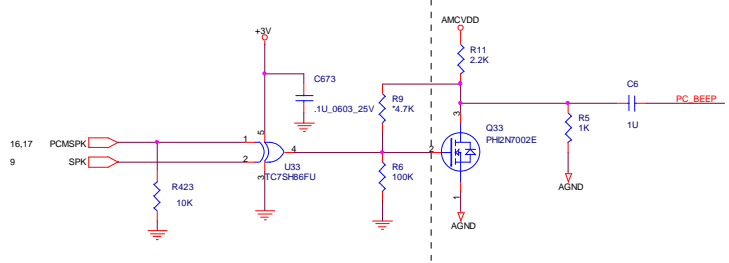 AMCVDD
+3V
R11
2.2K
C673
.1U_0603_25V
R9
*4.7K
C6
1U
PC_BEEP
R5
1K
AGND
3
Q33
PHI2N7002E
2
1
AGND
16,17 PCMSPK
9 SPK
5
1
2
4
3
U33
TC7SH86FU
R6
100K
R423
10K